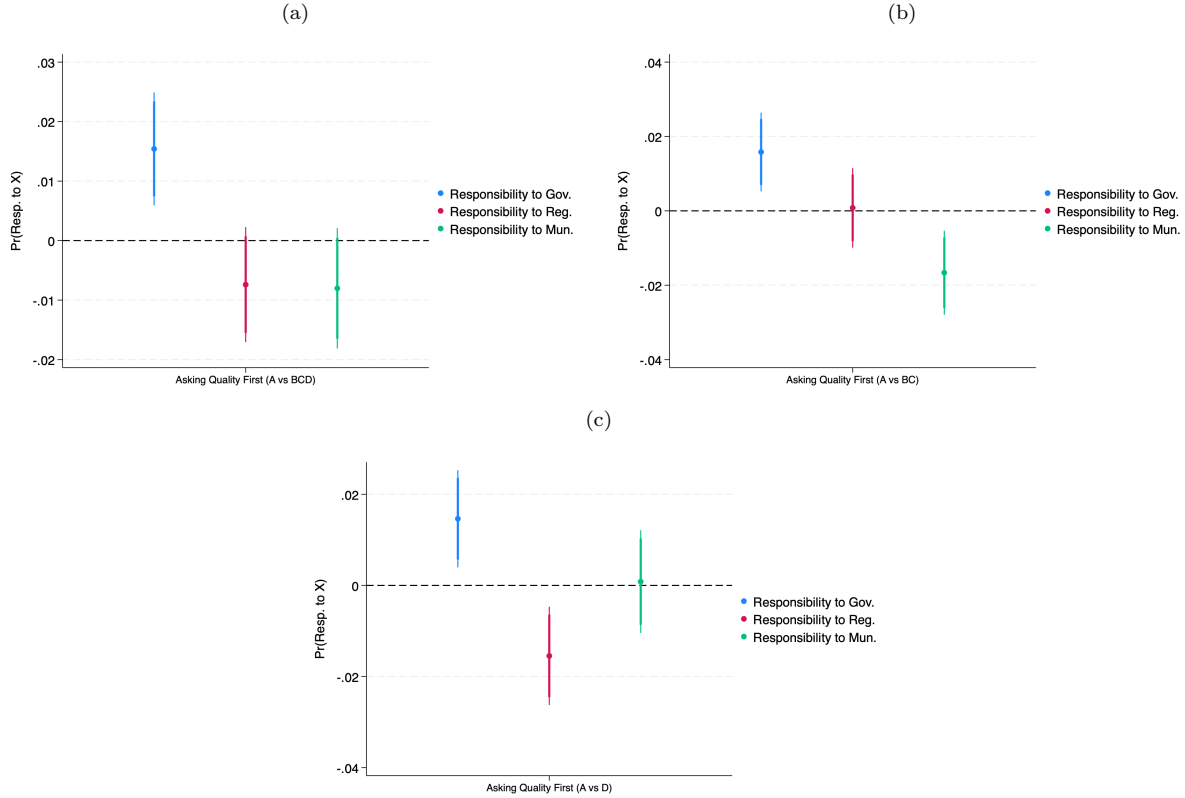 (a)
.03
.02
.01
0
-.01
-.02
Pr(Resp. to X)
Asking Quality First (A vs BCD)
Responsibility to Gov.
Responsibility to Reg.
Responsibility to Mun.
(b)
.04
.02
0
-.02
-.04
Pr(Resp. to X)
Asking Quality First (A vs BC)
Responsibility to Gov.
Responsibility to Reg.
Responsibility to Mun.
(c)
.02
0
-.02
-.04
Pr(Resp. to X)
Asking Quality First (A vs D)
Responsibility to Gov.
Responsibility to Reg.
Responsibility to Mun.